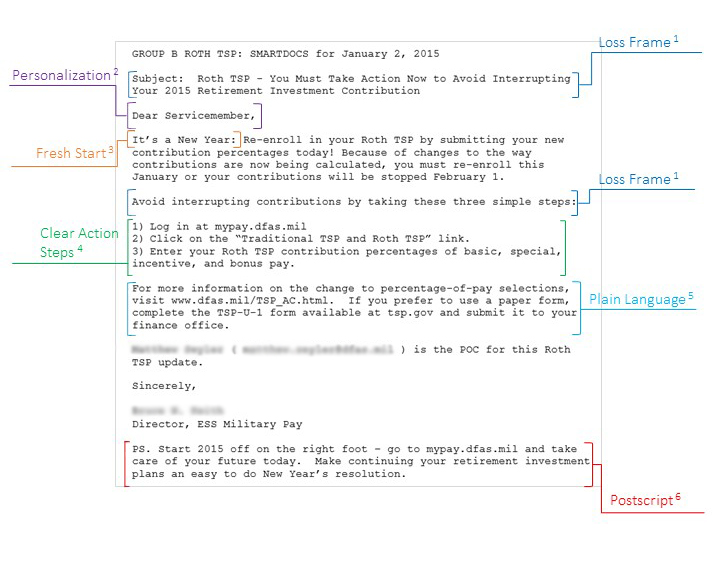 Loss Frame 1
GROUP B ROTH TSP: SMARTDOCS for January 2, 2015
Personalization 2
Subject:  Roth TSP - You Must Take Action Now to Avoid Interrupting
Your 2015 Retirement Investment Contribution
Dear Servicemember,
Fresh Start 3
It's a New Year: Re-enroll in your Roth TSP by submitting your new
contribution percentages today! Because of changes to the way
contributions are now being calculated, you must re-enroll this
January or your contributions will be stopped February 1.
Loss Frame 1
Avoid interrupting contributions by taking these three simple steps:
Clear Action
Steps 4
1) Log in at mypay.dfas.mil
2) Click on the "Traditional TSP and Roth TSP" link.
3) Enter your Roth TSP contribution percentages of basic, special,
incentive, and bonus pay.
For more information on the change to percentage-of-pay selections,
visit www.dfas.mil/TSP_AC.html.  If you prefer to use a paper form,
complete the TSP-U-1 form available at tsp.gov and submit it to your
finance office.
Plain Language 5
( ) is the POC for this Roth
TSP update.
Sincerely,
Director, ESS Military Pay
PS. Start 2015 off on the right foot - go to mypay.dfas.mil and take
care of your future today.  Make continuing your retirement investment
plans an easy to do New Year's resolution.
Postscript 6